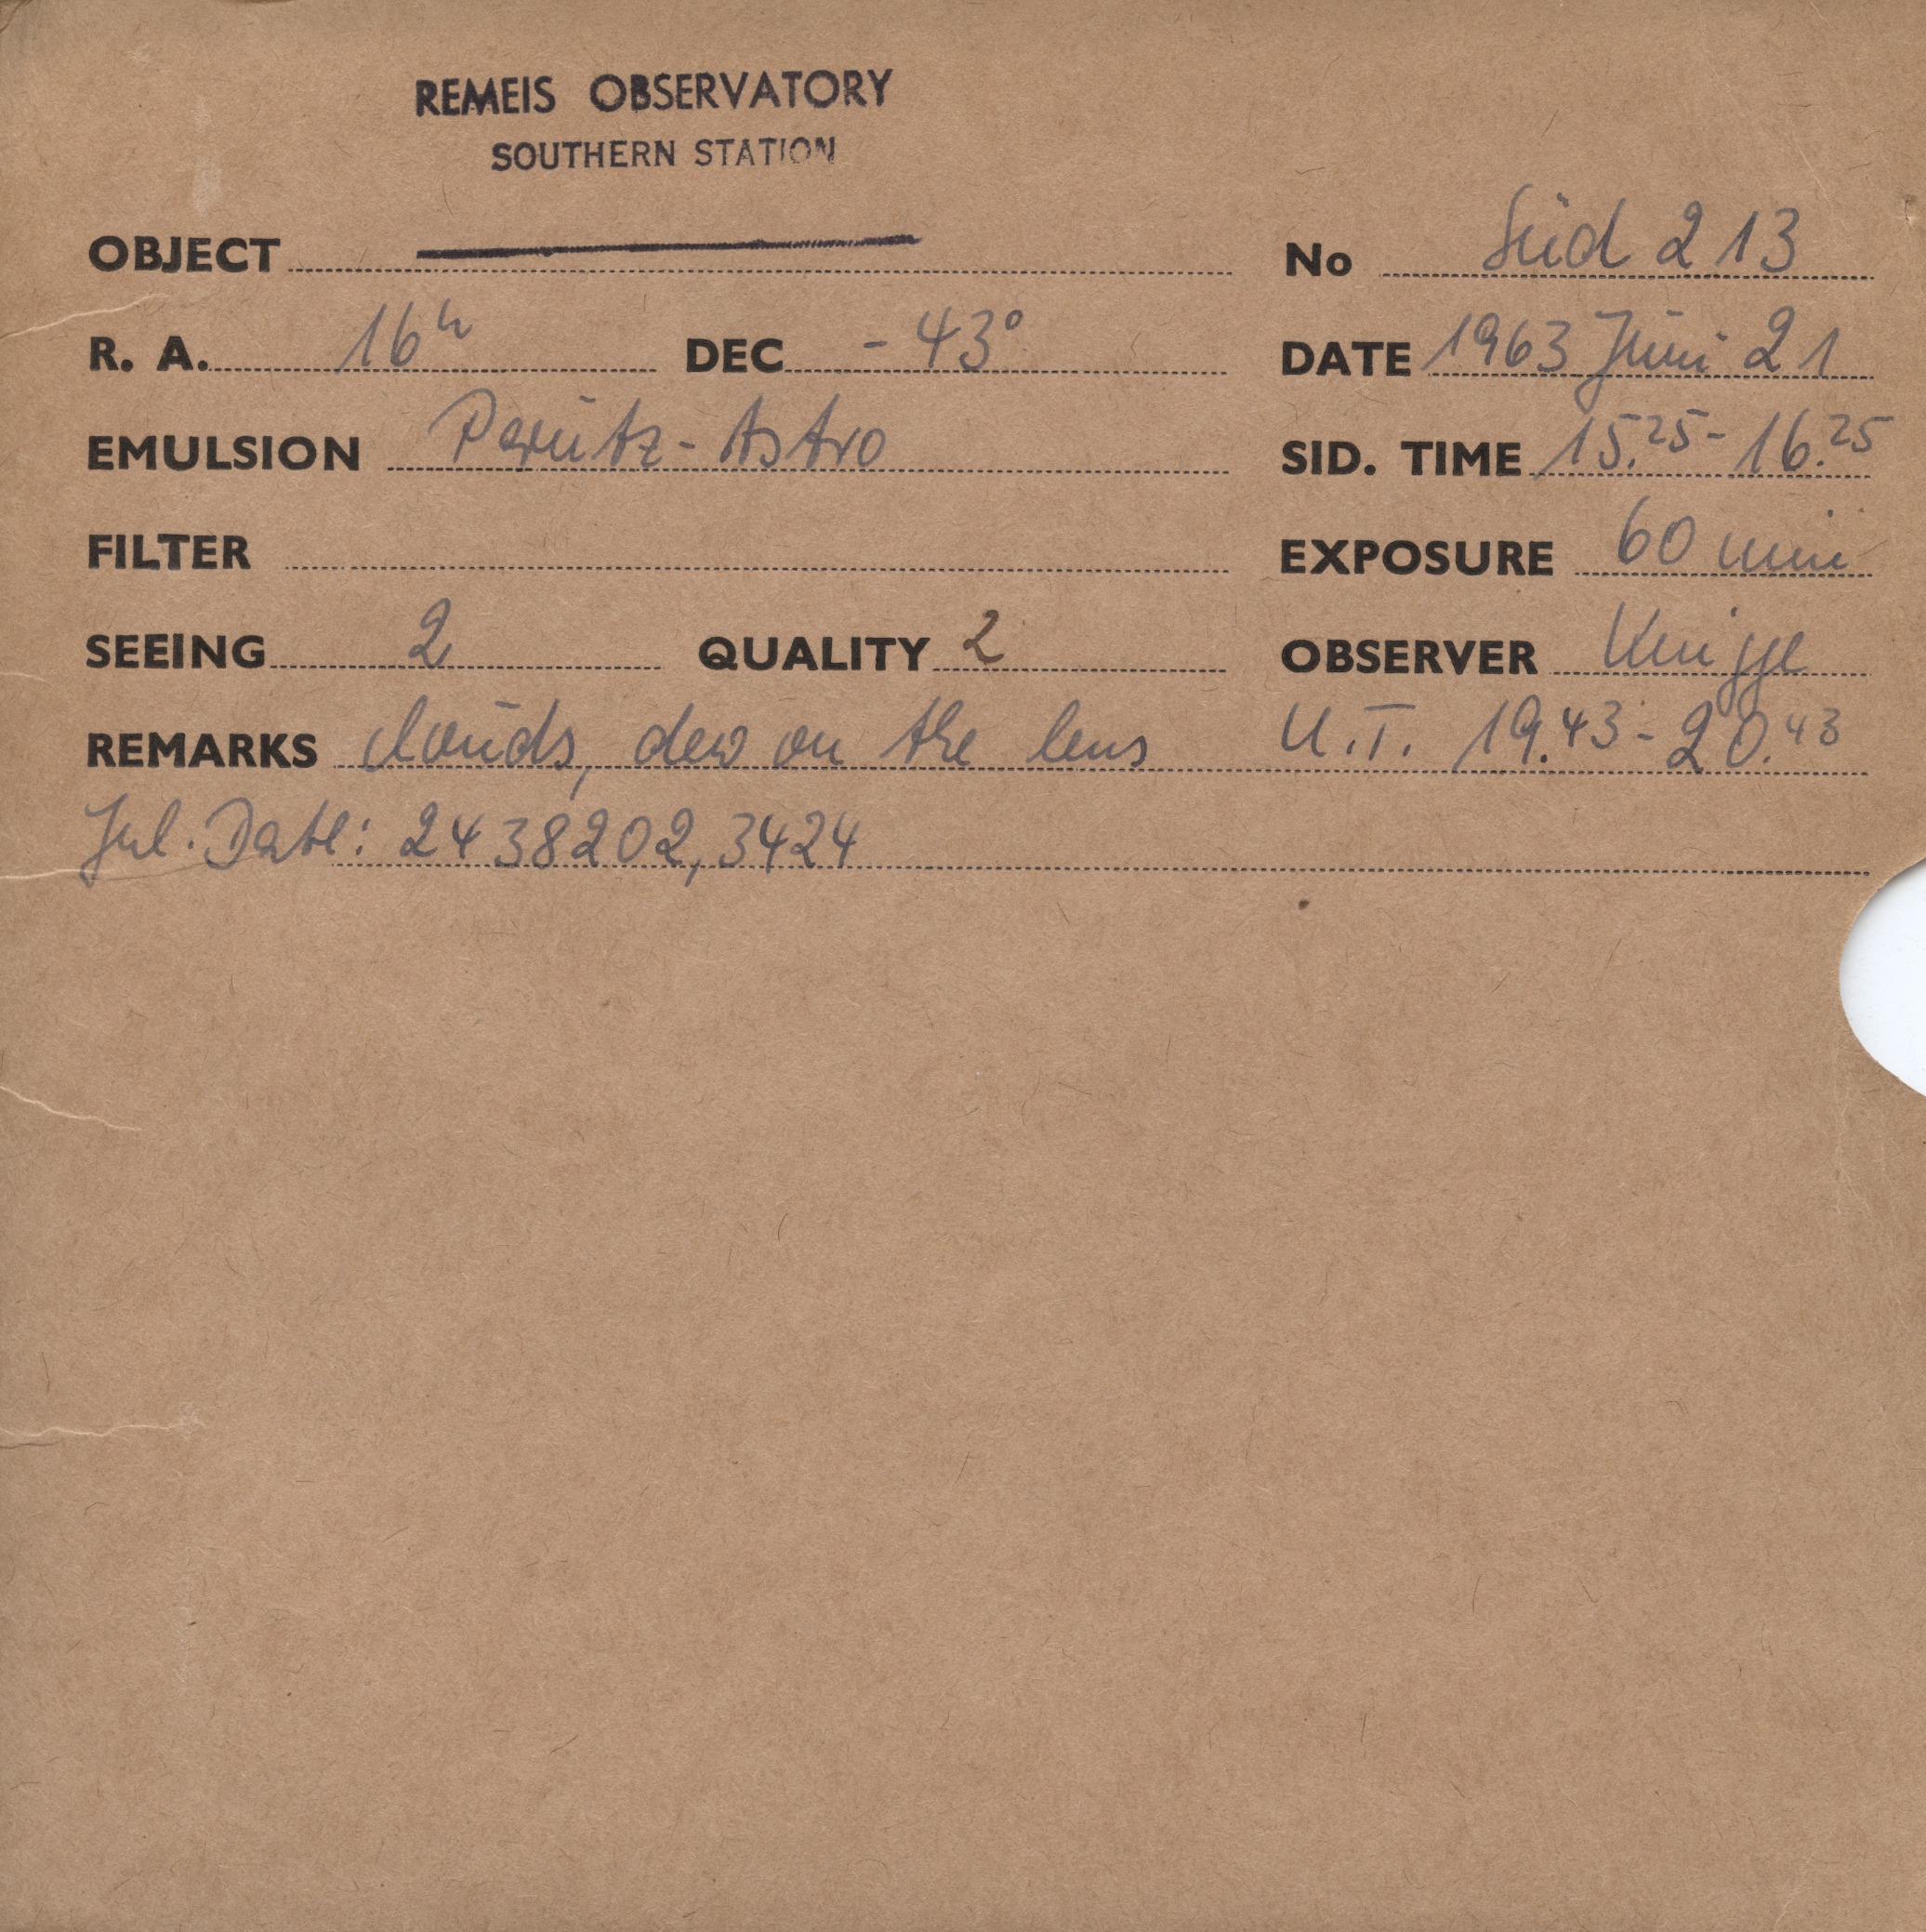 REMEIS OBSERVATORY
SOUTHERN STATION
OBJECT No Süd 213
R. A. 16h DEC -43° DATE 1963 Juni 21
EMULSION Perutz-Astro SID. TIME 15.25-16.25
FILTER EXPOSURE 60 min
SEEING 2 QUALITY 2 OBSERVER Knigge
REMARKS clouds, dew on the lens U.T. 19.43-20.43
Jul. Date: 2438202,3424